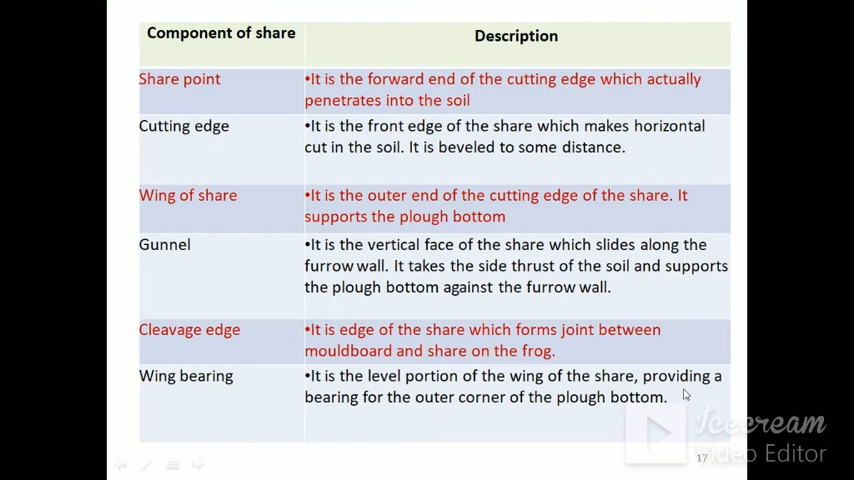 Component of share
Description
Share point
•It is the forward end of the cutting edge which actually
penetrates into the soil
Cutting edge
•It is the front edge of the share which makes horizontal
cut in the soil. It is beveled to some distance.
Wing of share
•It is the outer end of the cutting edge of the share. It
supports the plough bottom
Gunnel
•It is the vertical face of the share which slides along the
furrow wall. It takes the side thrust of the soil and supports
the plough bottom against the furrow wall.
Cleavage edge
•It is edge of the share which forms joint between
mouldboard and share on the frog.
Wing bearing
•It is the level portion of the wing of the share, providing a
bearing for the outer corner of the plough bottom.
Icecream
Video Editor
17